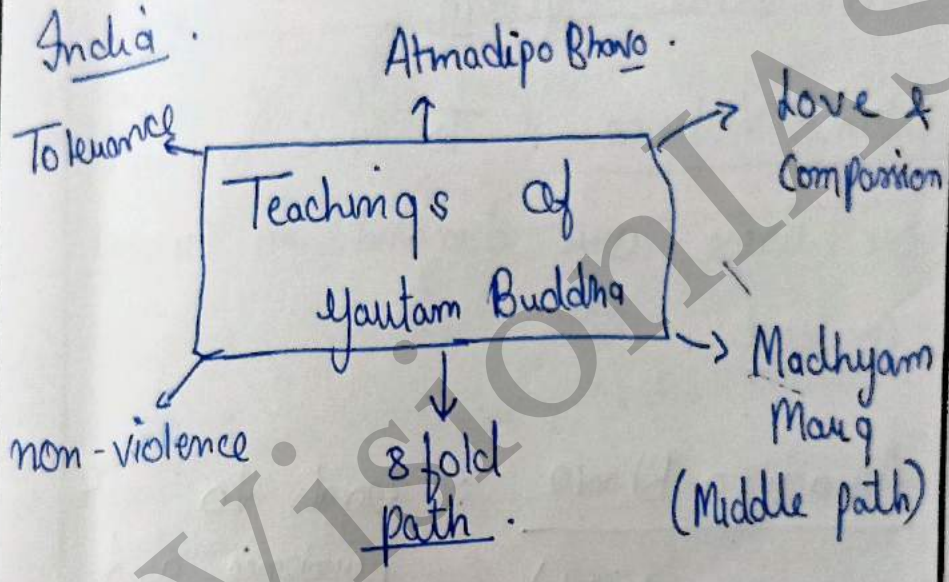 India.
Atmadipo Bhavo.
Tolerance
Love &
Compassion
Teachings of
Gautam Buddha
Madhyam
Marg
(Middle path)
non-violence
8 fold
path.
VisionIAS